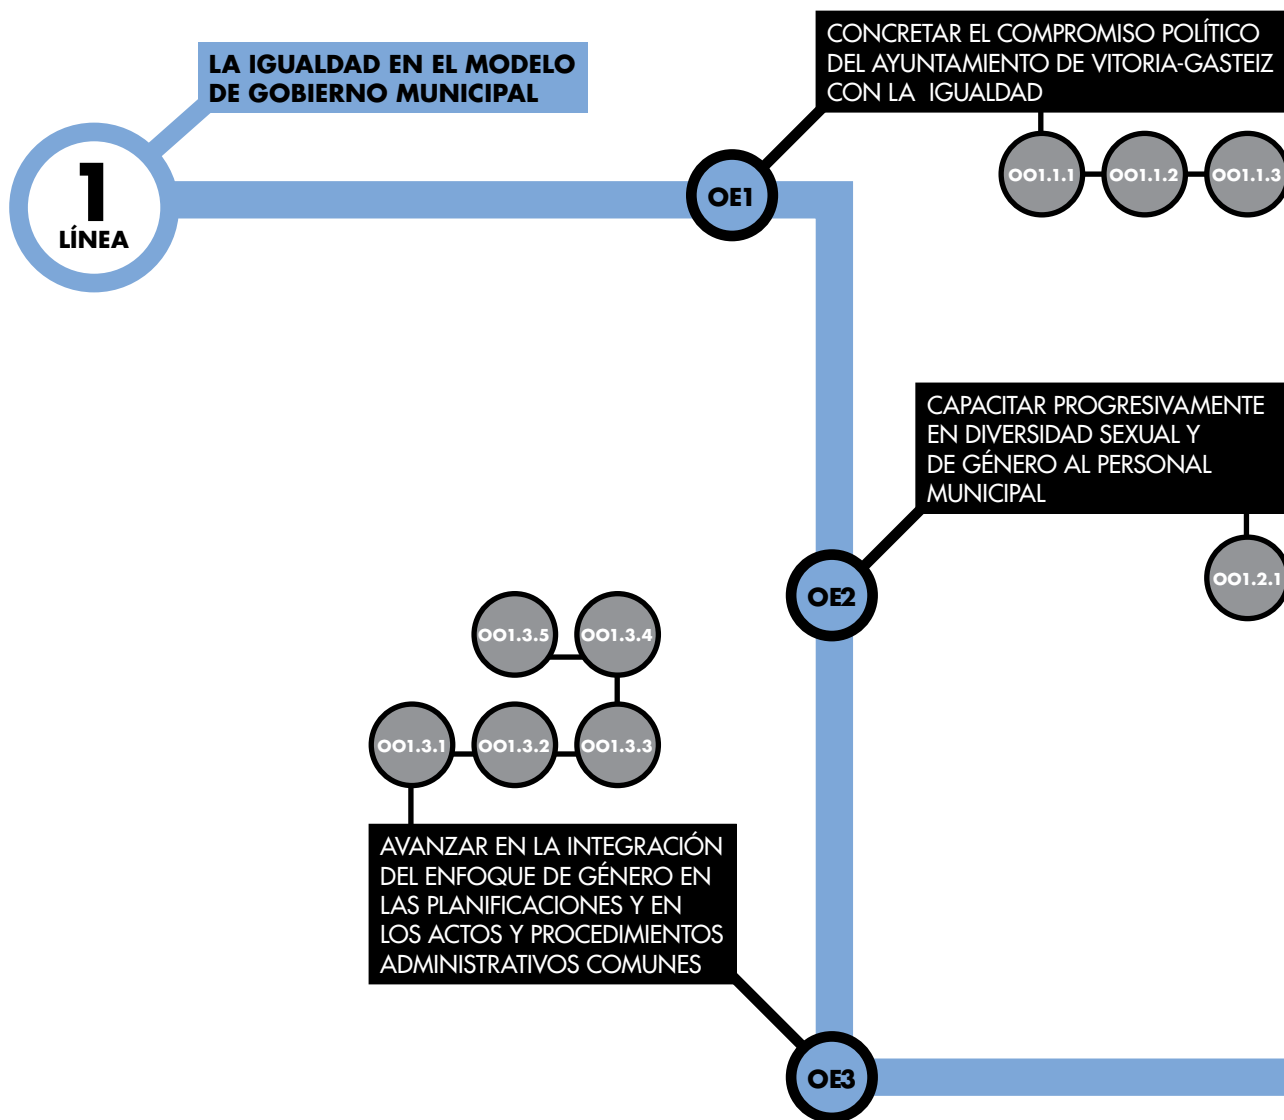 LA IGUALDAD EN EL MODELO
DE GOBIERNO MUNICIPAL
1
LÍNEA
CONCRETAR EL COMPROMISO POLÍTICO
DEL AYUNTAMIENTO DE VITORIA-GASTEIZ
CON LA IGUALDAD
OE1
OO1.1.1
OO1.1.2
OO1.1.3
CAPACITAR PROGRESIVAMENTE
EN DIVERSIDAD SEXUAL Y
DE GÉNERO AL PERSONAL
MUNICIPAL
OE2
OO1.2.1
OO1.3.5
OO1.3.4
OO1.3.1
OO1.3.2
OO1.3.3
AVANZAR EN LA INTEGRACIÓN
DEL ENFOQUE DE GÉNERO EN
LAS PLANIFICACIONES Y EN
LOS ACTOS Y PROCEDIMIENTOS
ADMINISTRATIVOS COMUNES
OE3